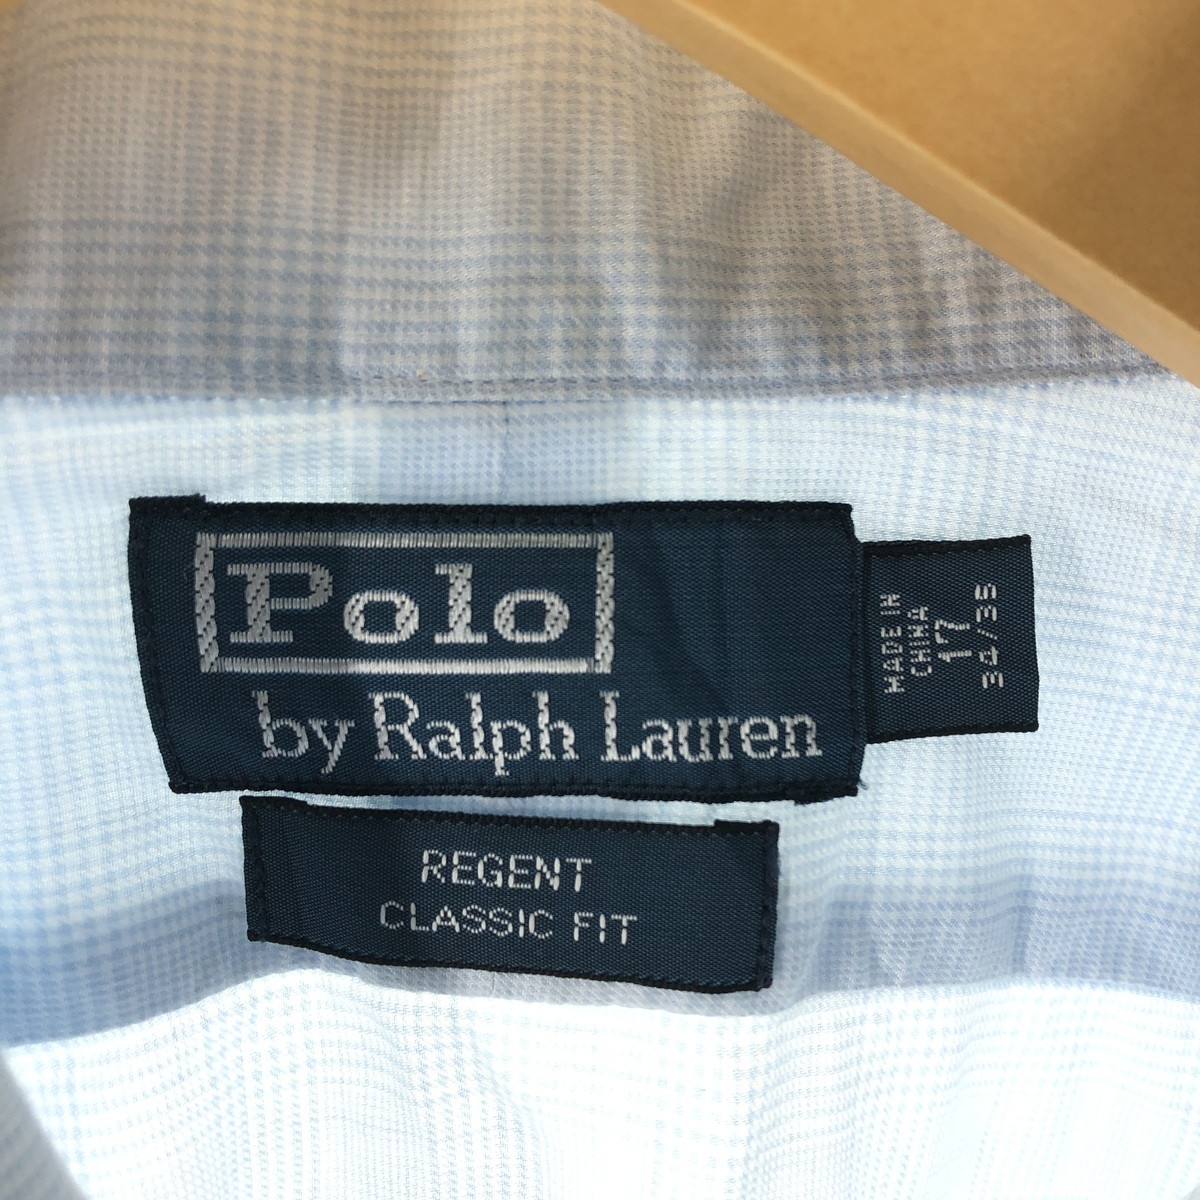 Polo
by Ralph Lauren
MADE IN
CHINA
17
34/35
REGENT
CLASSIC FIT